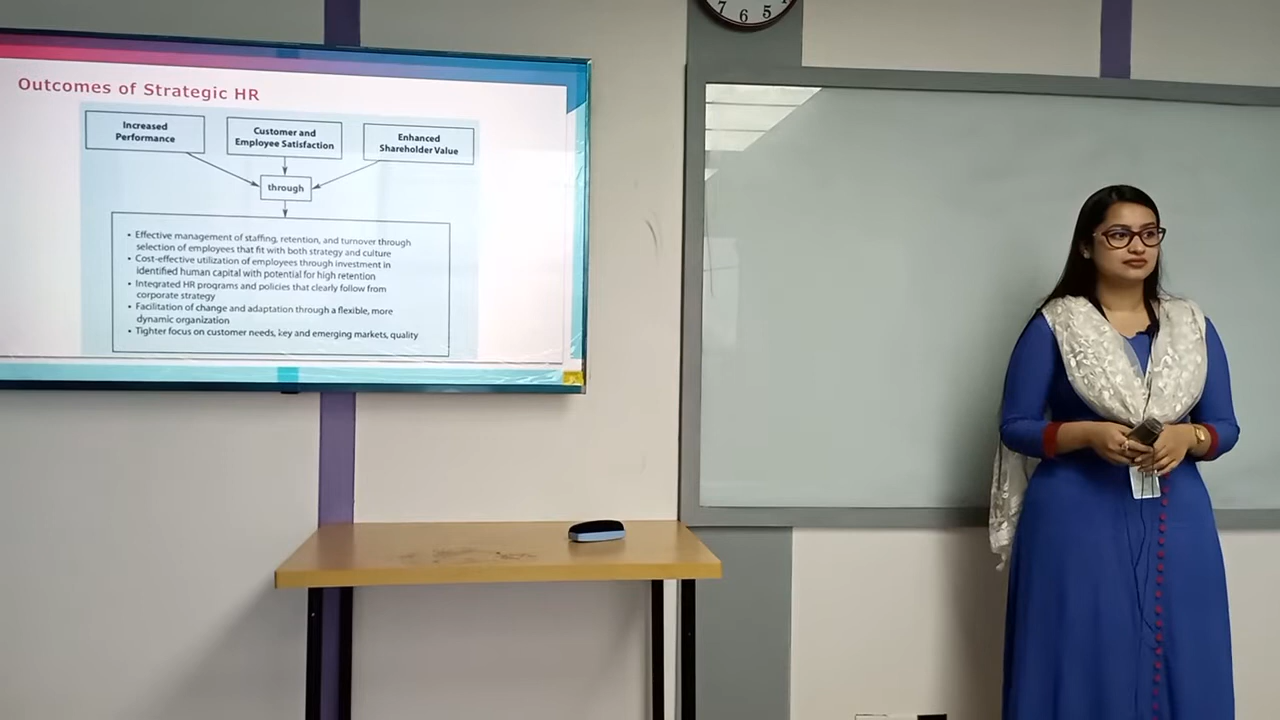 7 6 5
Outcomes of Strategic HR
Increased
Performance
Customer and
Employee Satisfaction
Enhanced
Shareholder Value
through
• Effective management of staffing, retention, and turnover through
selection of employees that fit with both strategy and culture
• Cost-effective utilization of employees through investment in
identified human capital with potential for high retention
• Integrated HR programs and policies that clearly follow from
corporate strategy
• Facilitation of change and adaptation through a flexible, more
dynamic organization
• Tighter focus on customer needs, key and emerging markets, quality